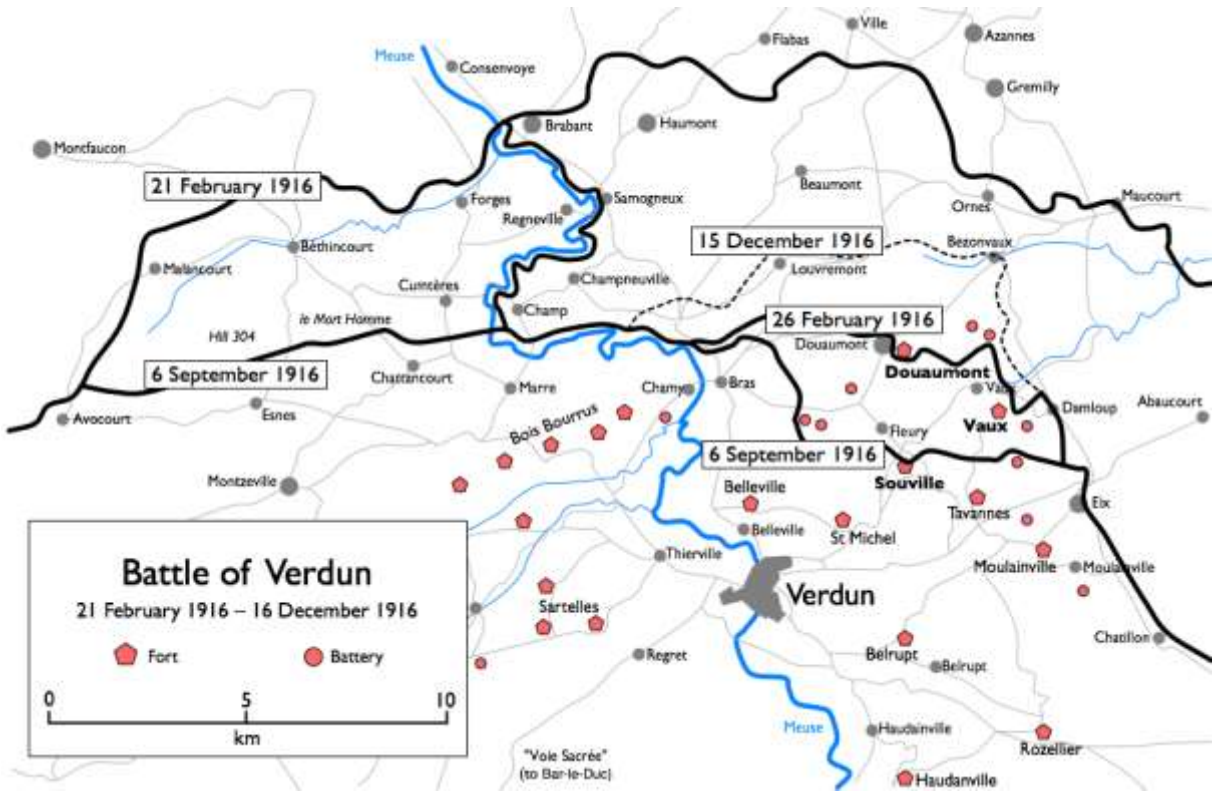 Ville
Flabas
Azannes
Meuse
Consenvoye
Gremilly
Brabant
Haumont
Montfaucon
21 February 1916
Beaumont
Forges
Samogneux
Ornes
Maucourt
Regneville
15 December 1916
Béthincourt
Bezonvaux
Malancourt
Louvremont
Champneuville
Cumières
Champ
le Mort Homme
26 February 1916
Hill 304
Douaumont
Douaumont
6 September 1916
Chattancourt
Marre
Charny
Bras
Vaux
Damloup
Abaucourt
Avocourt
Esnes
Bois Bourrus
Fleury
Vaux
6 September 1916
Souville
Montzeville
Belleville
Tavannes
Eix
Belleville
St Michel
Thierville
Moulainville
Moulainville
Verdun
Battle of Verdun
21 February 1916 – 16 December 1916
Fort
Battery
0 5 10
km
Sartelles
Regret
Belrupt
Belrupt
Chatillon
Meuse
Haudainville
Rozellier
"Voie Sacrée"
(to Bar-le-Duc)
Haudanville